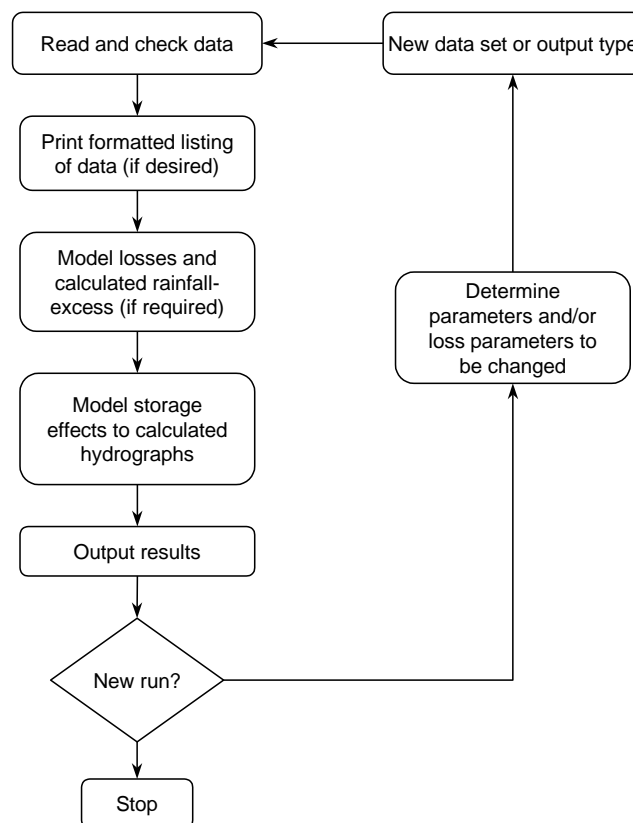 Read and check data
New data set or output type
Print formatted listing
of data (if desired)
Model losses and
calculated rainfall-
excess (if required)
Determine
parameters and/or
loss parameters to
be changed
Model storage
effects to calculated
hydrographs
Output results
New run?
Stop